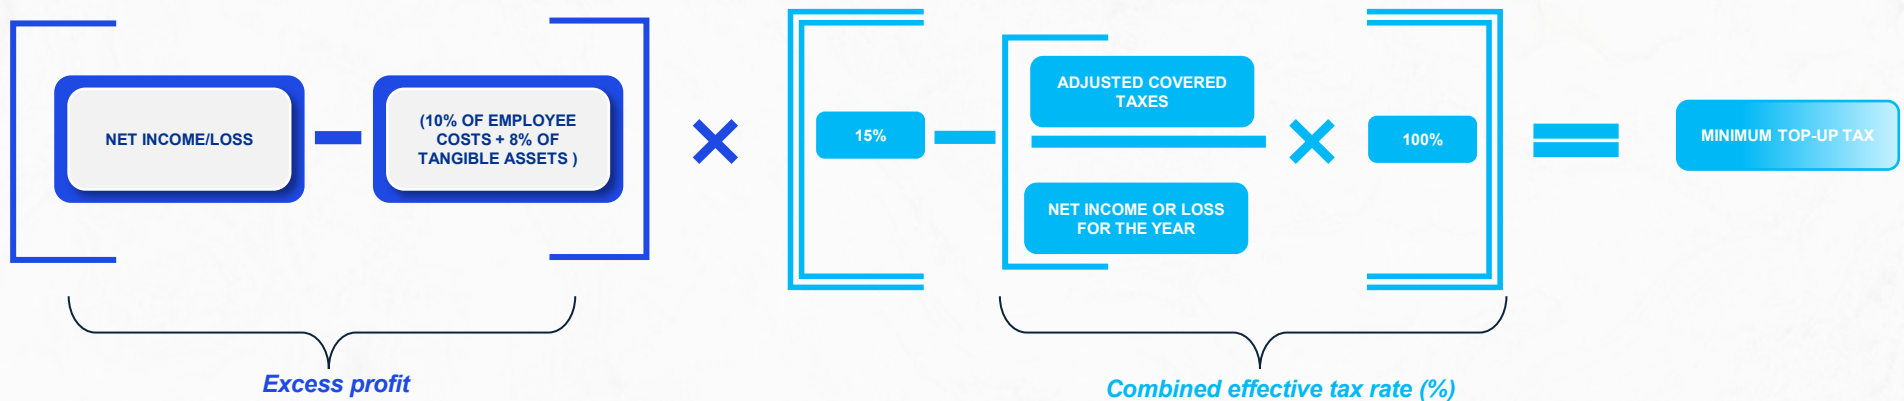 NET INCOME/LOSS
(10% OF EMPLOYEE
COSTS + 8% OF
TANGIBLE ASSETS )
15%
ADJUSTED COVERED
TAXES
NET INCOME OR LOSS
FOR THE YEAR
100%
MINIMUM TOP-UP TAX
Excess profit
Combined effective tax rate (%)